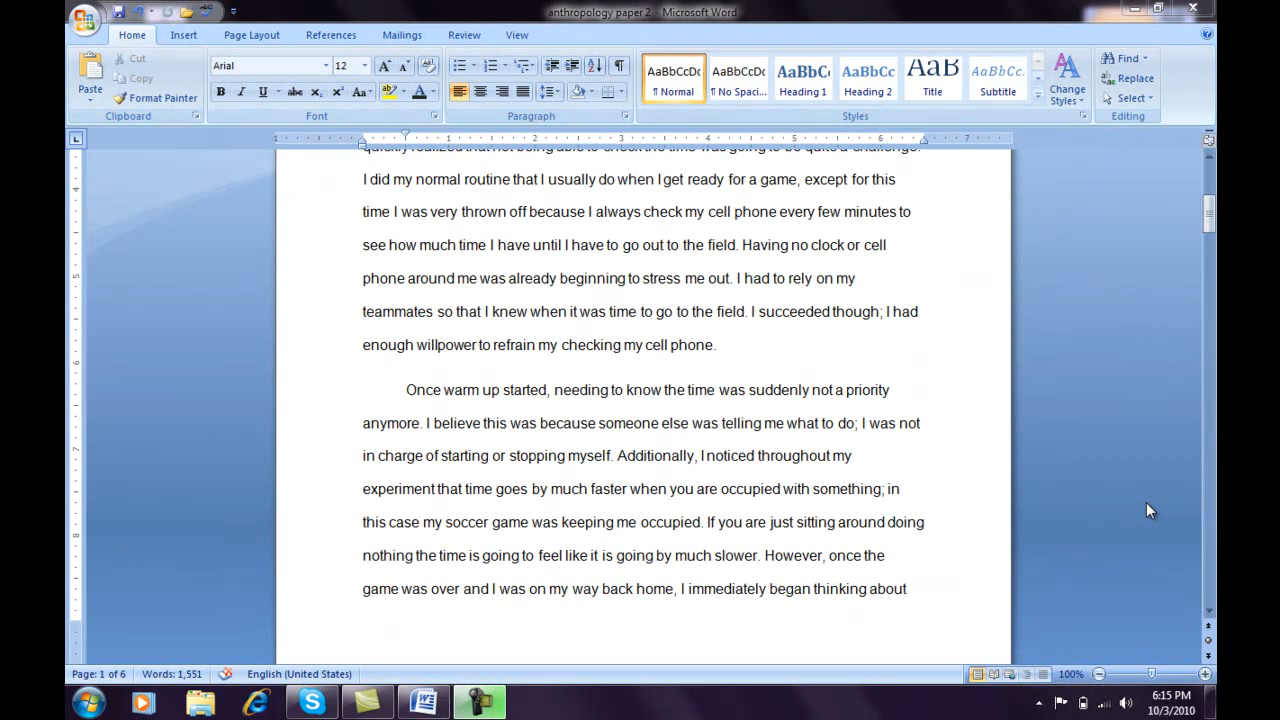 anthropology paper 2 - Microsoft Word
Home Insert Page Layout References Mailings Review View
Paste
Cut
Copy
Format Painter
Clipboard
Arial 12
Font
Paragraph
AaBbCcDc AaBbCcDc AaBbC AaBbCc AaB AaBbCc.
¶ Normal ¶ No Spaci... Heading 1 Heading 2 Title Subtitle
Change Styles
Styles
Find
Replace
Select
Editing
1 1 2 3 4 5 6 7
quickly realized that not being able to check the time was going to be quite a challenge.
I did my normal routine that I usually do when I get ready for a game, except for this
time I was very thrown off because I always check my cell phone every few minutes to
see how much time I have until I have to go out to the field. Having no clock or cell
phone around me was already beginning to stress me out. I had to rely on my
teammates so that I knew when it was time to go to the field. I succeeded though; I had
enough willpower to refrain my checking my cell phone.
Once warm up started, needing to know the time was suddenly not a priority
anymore. I believe this was because someone else was telling me what to do; I was not
in charge of starting or stopping myself. Additionally, I noticed throughout my
experiment that time goes by much faster when you are occupied with something; in
this case my soccer game was keeping me occupied. If you are just sitting around doing
nothing the time is going to feel like it is going by much slower. However, once the
game was over and I was on my way back home, I immediately began thinking about
Page: 1 of 6 Words: 1,551 English (United States) 100%
6:15 PM
10/3/2010